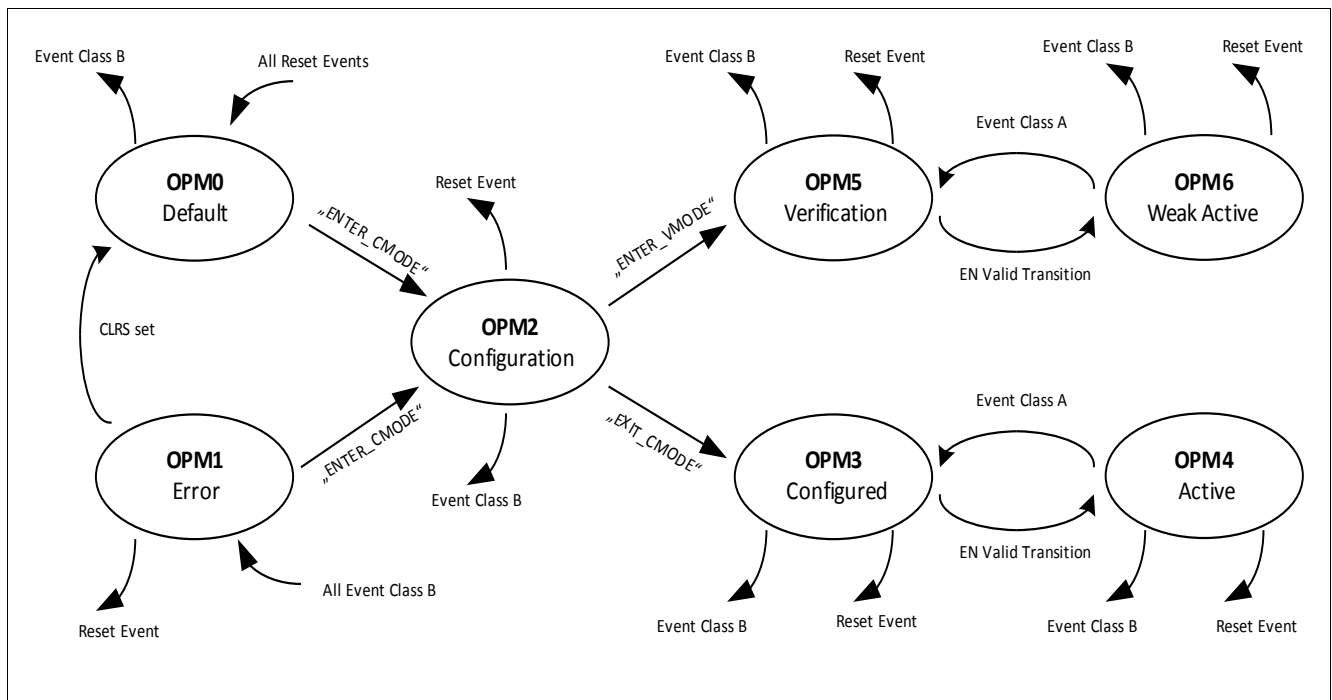 Event Class B
All Reset Events
Event Class B
Reset Event
Event Class B
Reset Event
Event Class A
OPM0
Default
Reset Event
OPM5
Verification
OPM6
Weak Active
„ENTER_CMODE“
„ENTER_VMODE“
EN Valid Transition
CLRS set
OPM2
Configuration
„ENTER_CMODE“
„EXIT_CMODE“
Event Class A
OPM1
Error
OPM3
Configured
OPM4
Active
Event Class B
EN Valid Transition
All Event Class B
Reset Event
Event Class B
Reset Event
Event Class B
Reset Event